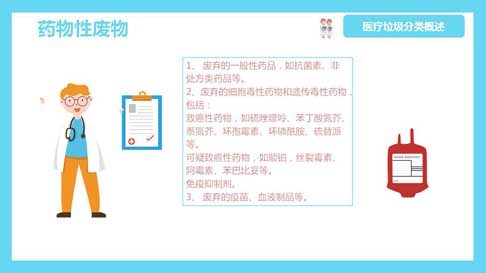 药物性废物
医疗垃圾分类概述
1、 废弃的一般性药品，如抗菌素、非
处方类药品等。
2、废弃的细胞毒性药物和遗传毒性药物，
包括：
致癌性药物，如硫唑嘌呤、苯丁酸氮芥、
萘氮芥、环孢霉素、环磷酰胺、硫替派
等。
可疑致癌性药物，如顺铂，丝裂霉素、
阿霉素、苯巴比妥等。
免疫抑制剂。
3、 废弃的疫苗、血液制品等。